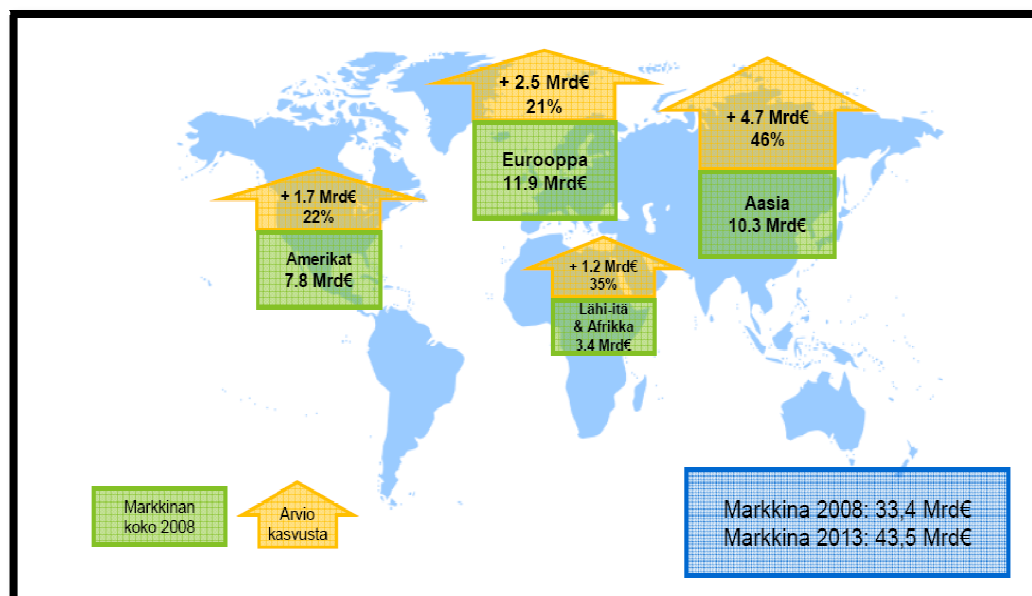 + 2.5 Mrd€
21%
Eurooppa
11.9 Mrd€
+ 4.7 Mrd€
46%
Aasia
10.3 Mrd€
+ 1.7 Mrd€
22%
Amerikat
7.8 Mrd€
+ 1.2 Mrd€
35%
Lähi-itä
& Afrikka
3.4 Mrd€
Markkinan
koko 2008
Arvio
kasvusta
Markkina 2008: 33,4 Mrd€
Markkina 2013: 43,5 Mrd€